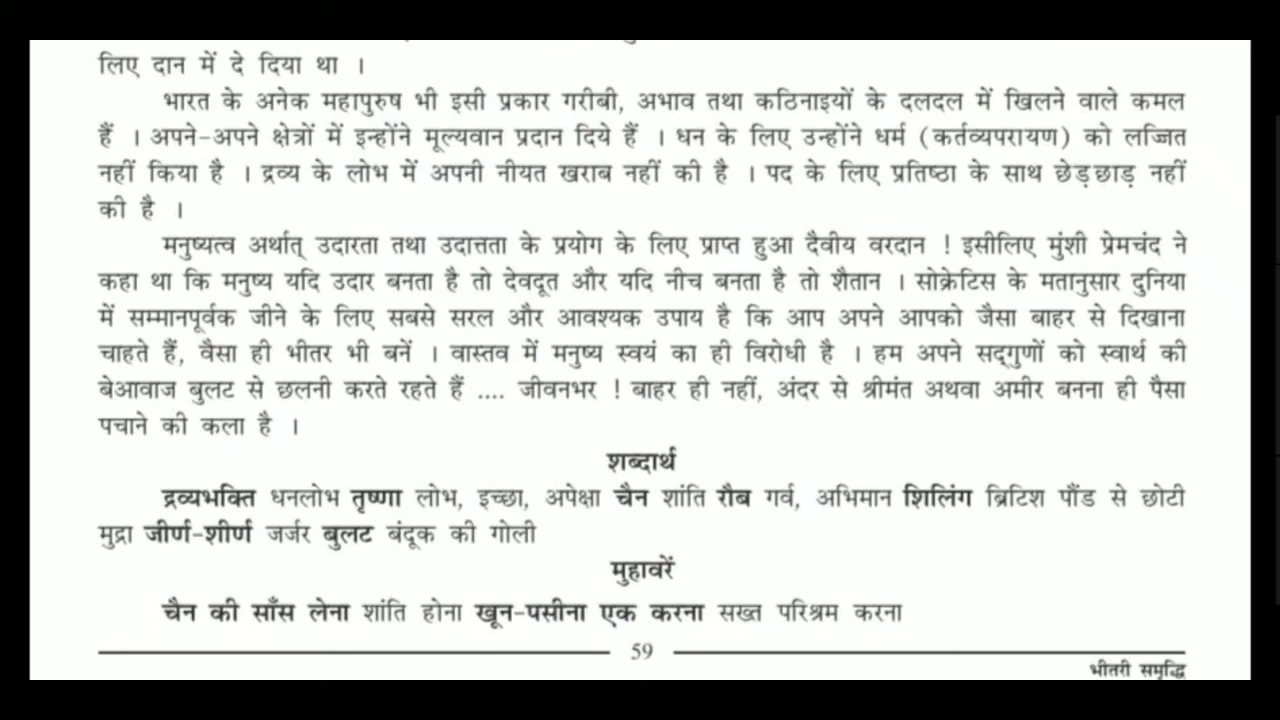 लिए दान में दे दिया था ।
भारत के अनेक महापुरुष भी इसी प्रकार गरीबी, अभाव तथा कठिनाइयों के दलदल में खिलने वाले कमल
हैं । अपने-अपने क्षेत्रों में इन्होंने मूल्यवान प्रदान दिये हैं । धन के लिए उन्होंने धर्म (कर्तव्यपरायण) को लज्जित
नहीं किया है । द्रव्य के लोभ में अपनी नीयत खराब नहीं की है । पद के लिए प्रतिष्ठा के साथ छेड़छाड़ नहीं
की है ।
मनुष्यत्व अर्थात् उदारता तथा उदात्तता के प्रयोग के लिए प्राप्त हुआ दैवीय वरदान ! इसीलिए मुंशी प्रेमचंद ने
कहा था कि मनुष्य यदि उदार बनता है तो देवदूत और यदि नीच बनता है तो शैतान । सोक्रेटिस के मतानुसार दुनिया
में सम्मानपूर्वक जीने के लिए सबसे सरल और आवश्यक उपाय है कि आप अपने आपको जैसा बाहर से दिखाना
चाहते हैं, वैसा ही भीतर भी बनें । वास्तव में मनुष्य स्वयं का ही विरोधी है । हम अपने सद्‌गुणों को स्वार्थ की
बेआवाज बुलट से छलनी करते रहते हैं .... जीवनभर ! बाहर ही नहीं, अंदर से श्रीमंत अथवा अमीर बनना ही पैसा
पचाने की कला है ।
शब्दार्थ
द्रव्यभक्ति धनलोभ तृष्णा लोभ, इच्छा, अपेक्षा चैन शांति रौब गर्व, अभिमान शिलिंग ब्रिटिश पौंड से छोटी
मुद्रा जीर्ण-शीर्ण जर्जर बुलट बंदूक की गोली
मुहावरें
चैन की साँस लेना शांति होना खून-पसीना एक करना सख्त परिश्रम करना
59
भीतरी समृद्धि